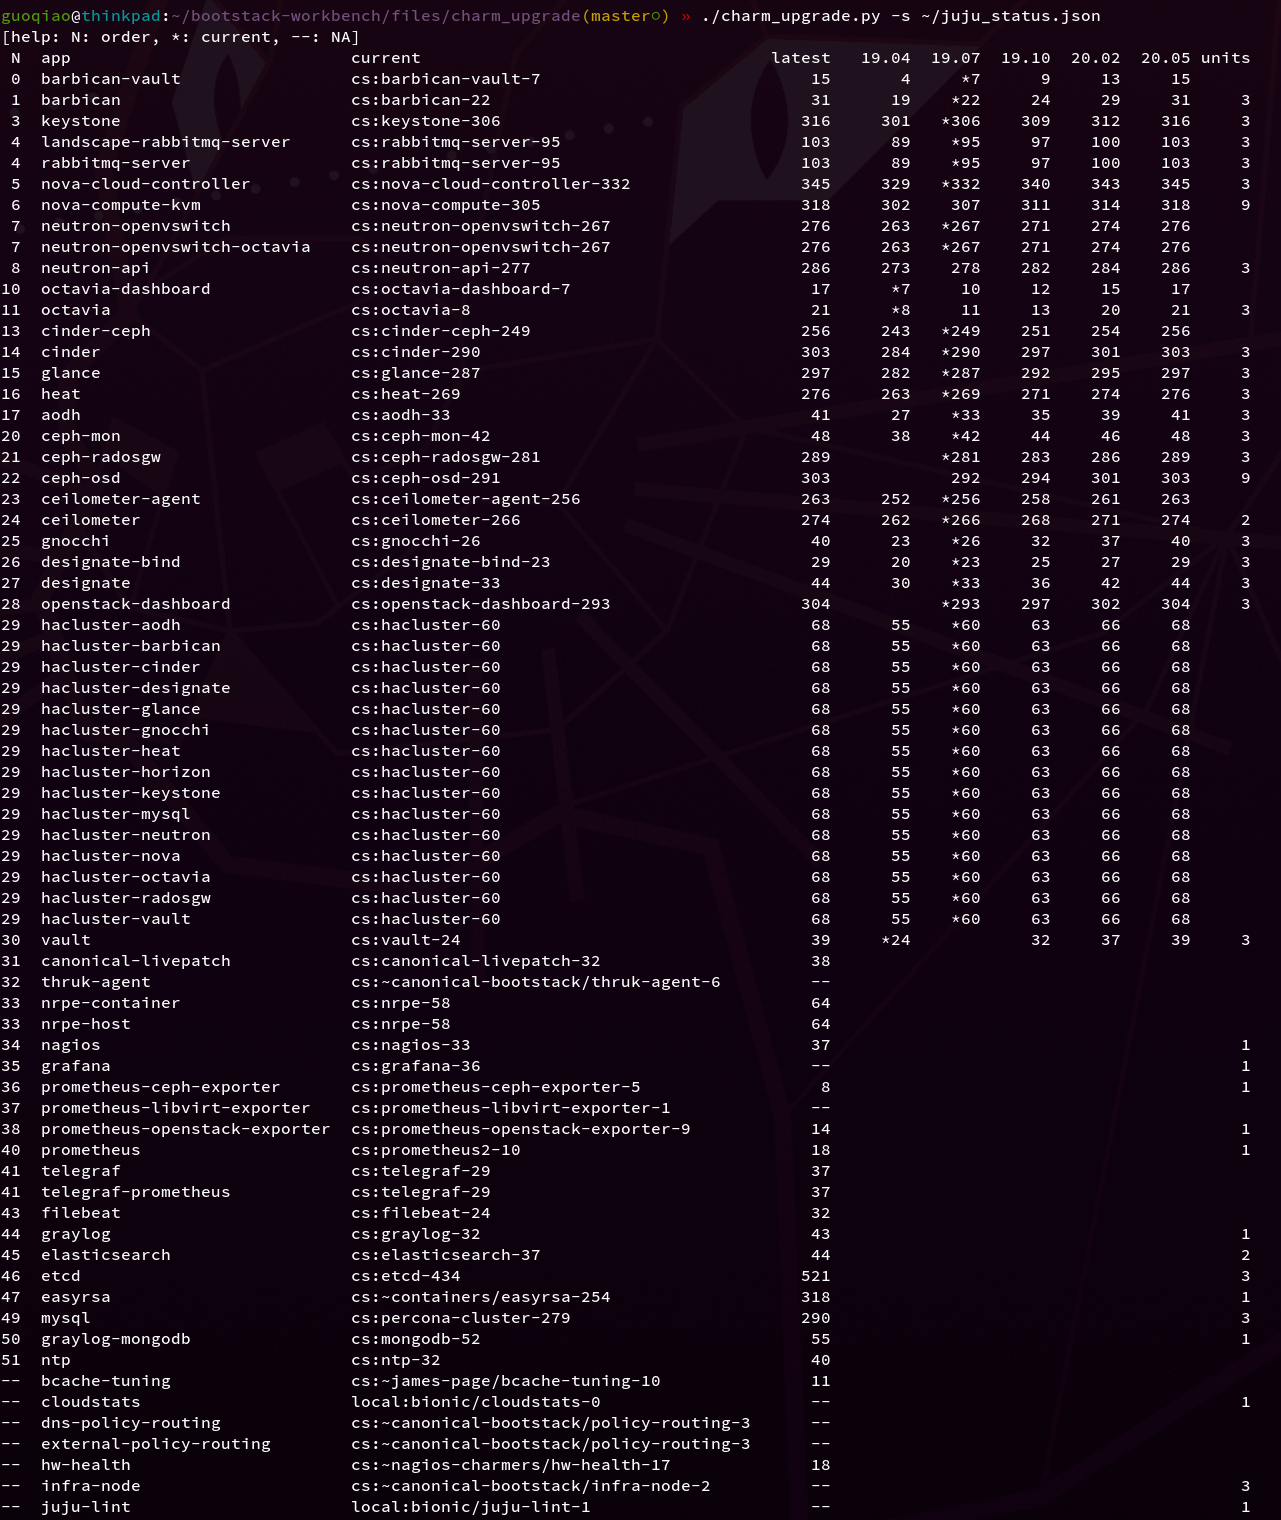 guoqiao@thinkpad:~/bootstack-workbench/files/charm_upgrade(master○) » ./charm_upgrade.py -s ~/juju_status.json
[help: N: order, *: current, --: NA]
N app current latest 19.04 19.07 19.10 20.02 20.05 units
0 barbican-vault cs:barbican-vault-7 15 4 *7 9 13 15
1 barbican cs:barbican-22 31 19 *22 24 29 31 3
3 keystone cs:keystone-306 316 301 *306 309 312 316 3
4 landscape-rabbitmq-server cs:rabbitmq-server-95 103 89 *95 97 100 103 3
4 rabbitmq-server cs:rabbitmq-server-95 103 89 *95 97 100 103 3
5 nova-cloud-controller cs:nova-cloud-controller-332 345 329 *332 340 343 345 3
6 nova-compute-kvm cs:nova-compute-305 318 302 307 311 314 318 9
7 neutron-openvswitch cs:neutron-openvswitch-267 276 263 *267 271 274 276
7 neutron-openvswitch-octavia cs:neutron-openvswitch-267 276 263 *267 271 274 276
8 neutron-api cs:neutron-api-277 286 273 278 282 284 286 3
10 octavia-dashboard cs:octavia-dashboard-7 17 *7 10 12 15 17
11 octavia cs:octavia-8 21 *8 11 13 20 21 3
13 cinder-ceph cs:cinder-ceph-249 256 243 *249 251 254 256
14 cinder cs:cinder-290 303 284 *290 297 301 303 3
15 glance cs:glance-287 297 282 *287 292 295 297 3
16 heat cs:heat-269 276 263 *269 271 274 276 3
17 aodh cs:aodh-33 41 27 *33 35 39 41 3
20 ceph-mon cs:ceph-mon-42 48 38 *42 44 46 48 3
21 ceph-radosgw cs:ceph-radosgw-281 289 *281 283 286 289 3
22 ceph-osd cs:ceph-osd-291 303 292 294 301 303 9
23 ceilometer-agent cs:ceilometer-agent-256 263 252 *256 258 261 263
24 ceilometer cs:ceilometer-266 274 262 *266 268 271 274 2
25 gnocchi cs:gnocchi-26 40 23 *26 32 37 40 3
26 designate-bind cs:designate-bind-23 29 20 *23 25 27 29 3
27 designate cs:designate-33 44 30 *33 36 42 44 3
28 openstack-dashboard cs:openstack-dashboard-293 304 *293 297 302 304 3
29 hacluster-aodh cs:hacluster-60 68 55 *60 63 66 68
29 hacluster-barbican cs:hacluster-60 68 55 *60 63 66 68
29 hacluster-cinder cs:hacluster-60 68 55 *60 63 66 68
29 hacluster-designate cs:hacluster-60 68 55 *60 63 66 68
29 hacluster-glance cs:hacluster-60 68 55 *60 63 66 68
29 hacluster-gnocchi cs:hacluster-60 68 55 *60 63 66 68
29 hacluster-heat cs:hacluster-60 68 55 *60 63 66 68
29 hacluster-horizon cs:hacluster-60 68 55 *60 63 66 68
29 hacluster-keystone cs:hacluster-60 68 55 *60 63 66 68
29 hacluster-mysql cs:hacluster-60 68 55 *60 63 66 68
29 hacluster-neutron cs:hacluster-60 68 55 *60 63 66 68
29 hacluster-nova cs:hacluster-60 68 55 *60 63 66 68
29 hacluster-octavia cs:hacluster-60 68 55 *60 63 66 68
29 hacluster-radosgw cs:hacluster-60 68 55 *60 63 66 68
29 hacluster-vault cs:hacluster-60 68 55 *60 63 66 68
30 vault cs:vault-24 39 *24 32 37 39 3
31 canonical-livepatch cs:canonical-livepatch-32 38
32 thruk-agent cs:~canonical-bootstack/thruk-agent-6 --
33 nrpe-container cs:nrpe-58 64
33 nrpe-host cs:nrpe-58 64
34 nagios cs:nagios-33 37 1
35 grafana cs:grafana-36 -- 1
36 prometheus-ceph-exporter cs:prometheus-ceph-exporter-5 8 1
37 prometheus-libvirt-exporter cs:prometheus-libvirt-exporter-1 --
38 prometheus-openstack-exporter cs:prometheus-openstack-exporter-9 14 1
40 prometheus cs:prometheus2-10 18 1
41 telegraf cs:telegraf-29 37
41 telegraf-prometheus cs:telegraf-29 37
43 filebeat cs:filebeat-24 32
44 graylog cs:graylog-32 43 1
45 elasticsearch cs:elasticsearch-37 44 2
46 etcd cs:etcd-434 521 3
47 easyrsa cs:~containers/easyrsa-254 318 1
49 mysql cs:percona-cluster-279 290 3
50 graylog-mongodb cs:mongodb-52 55 1
51 ntp cs:ntp-32 40
-- bcache-tuning cs:~james-page/bcache-tuning-10 11
-- cloudstats local:bionic/cloudstats-0 -- 1
-- dns-policy-routing cs:~canonical-bootstack/policy-routing-3 --
-- external-policy-routing cs:~canonical-bootstack/policy-routing-3 --
-- hw-health cs:~nagios-charmers/hw-health-17 18
-- infra-node cs:~canonical-bootstack/infra-node-2 -- 3
-- juju-lint local:bionic/juju-lint-1 -- 1